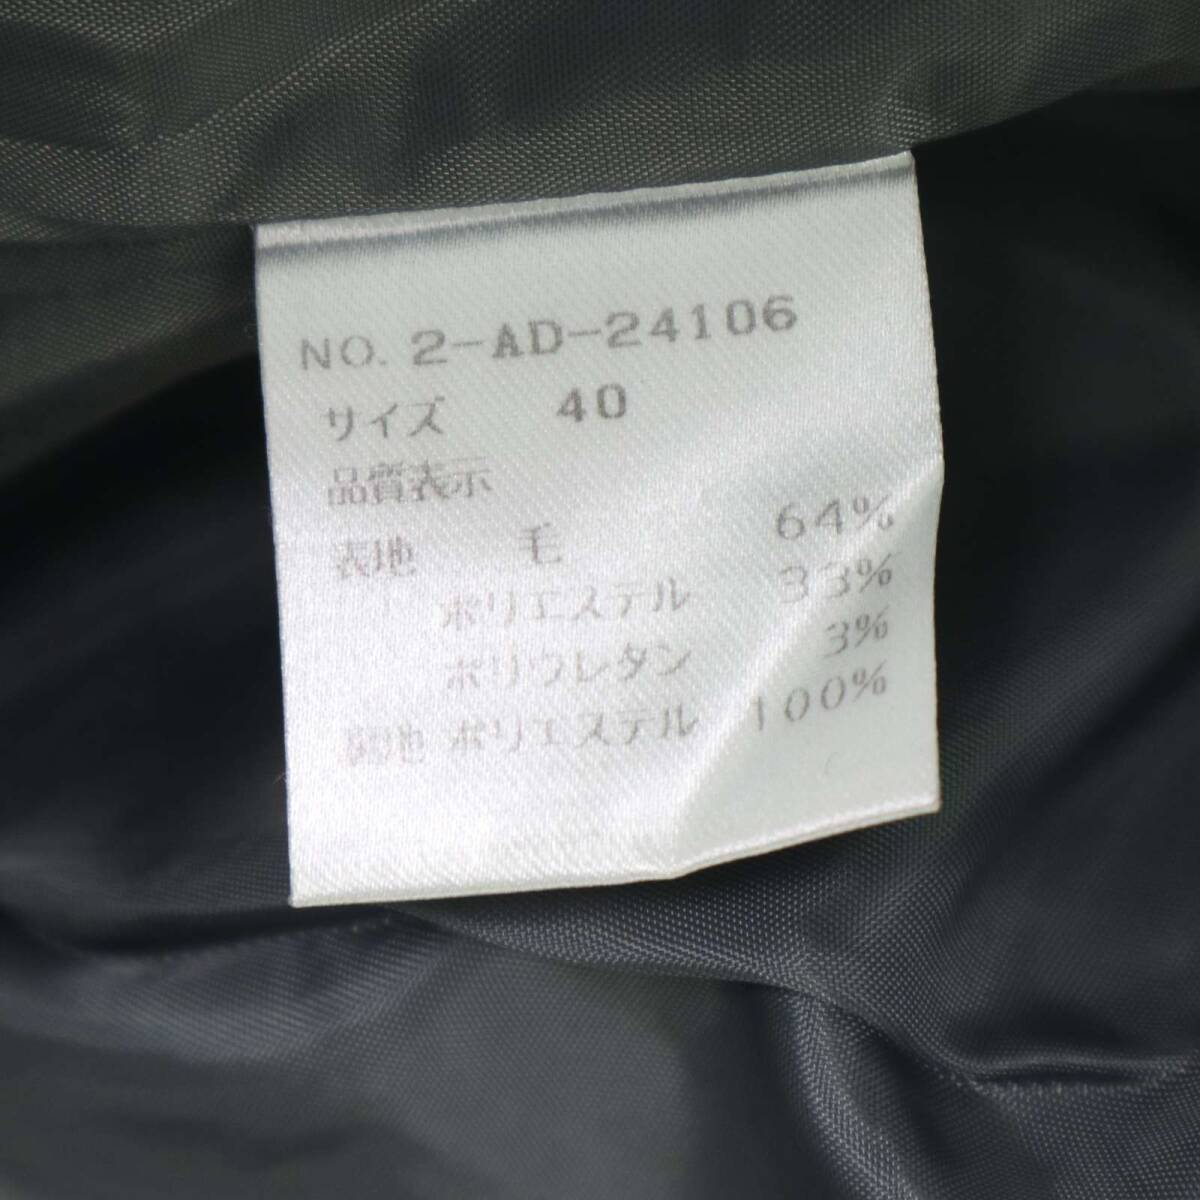 NO. 2-AD-24106
サイズ 40
品質表示
表地 毛 64%
ポリエステル 33%
ポリウレタン 3%
裏地 ポリエステル 100%